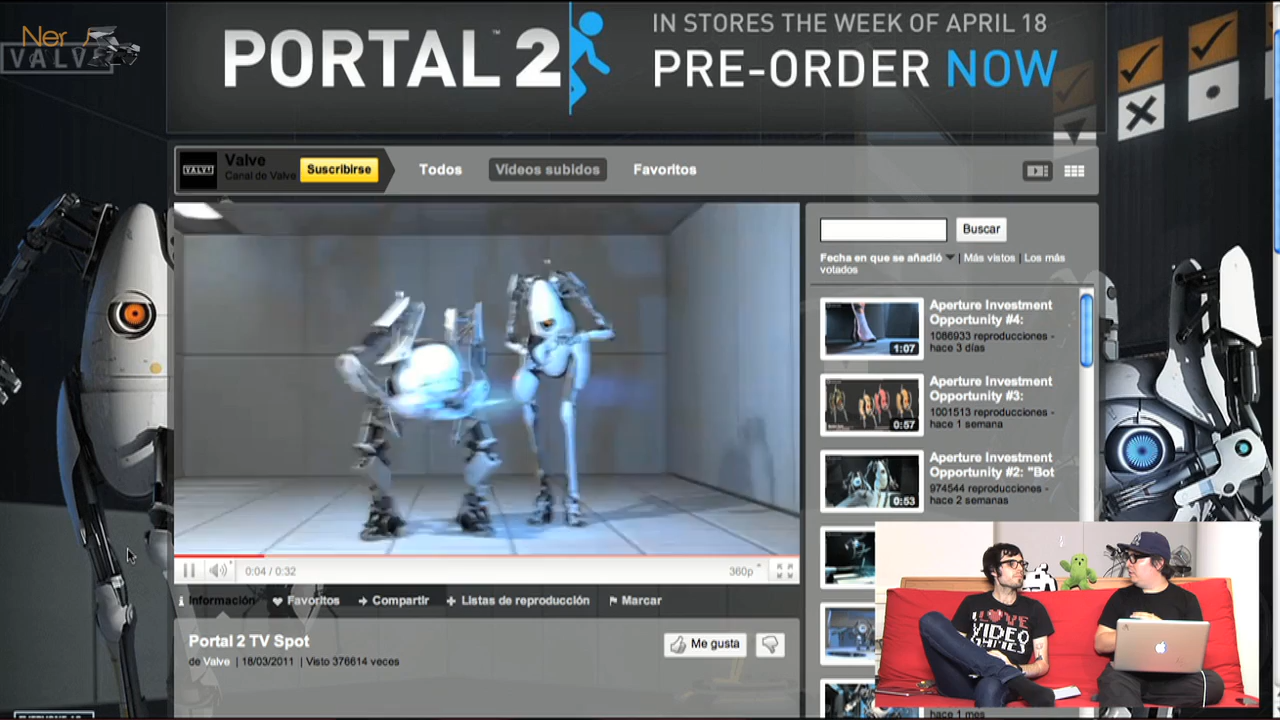 Ner
VALVE
PORTAL 2
IN STORES THE WEEK OF APRIL 18
PRE-ORDER NOW
VALVE
Valve
Canal de Valve
Suscribirse
Todos
Vídeos subidos
Favoritos
Buscar
Fecha en que se añadió | Más vistos | Los más
votados
Aperture Investment
Opportunity #4:
1086933 reproducciones -
hace 3 días
1:07
Aperture Investment
Opportunity #3:
1001513 reproducciones -
hace 1 semana
0:57
Aperture Investment
Opportunity #2: "Bot
974544 reproducciones -
hace 2 semanas
0:53
0:04 / 0:32
360p
Información
Favoritos
Compartir
Listas de reproducción
Marcar
Portal 2 TV Spot
de Valve | 18/03/2011 | Visto 376614 veces
Me gusta
I LOVE
VIDEO
GAMES
hace 1 mes